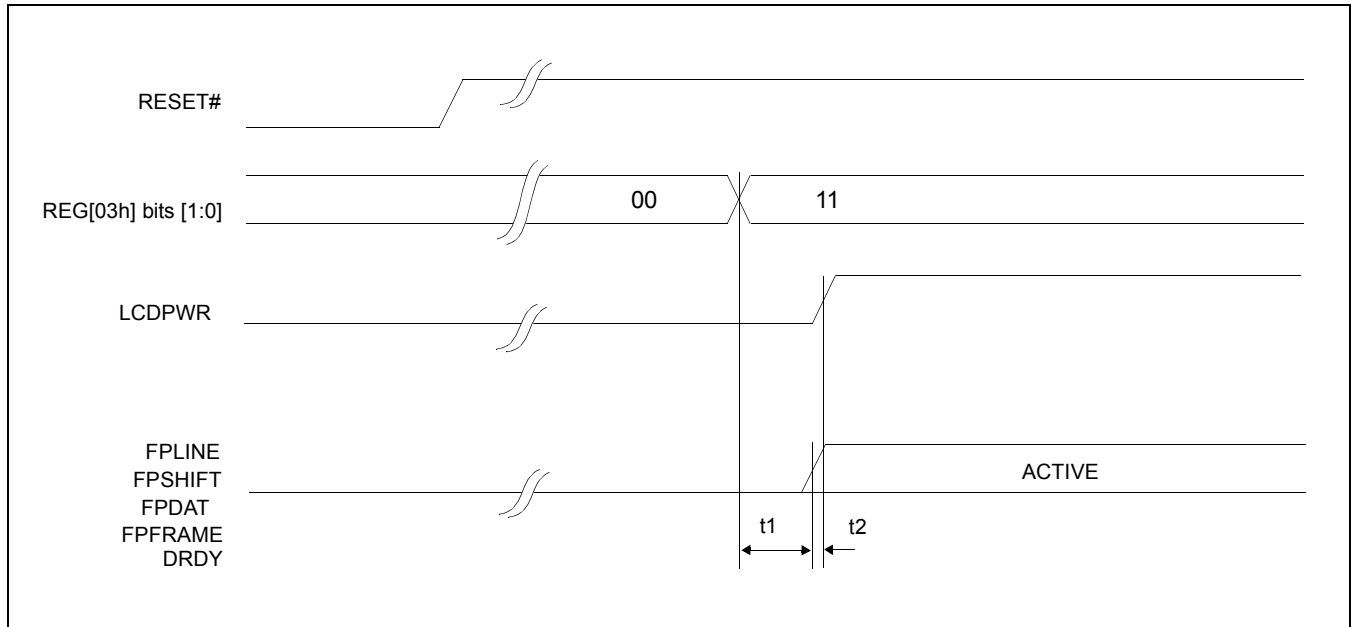 RESET#
REG[03h] bits [1:0]
00
11
LCDPWR
FPLINE
FPSHIFT
FPDAT
FPFRAME
DRDY
ACTIVE
t1
t2